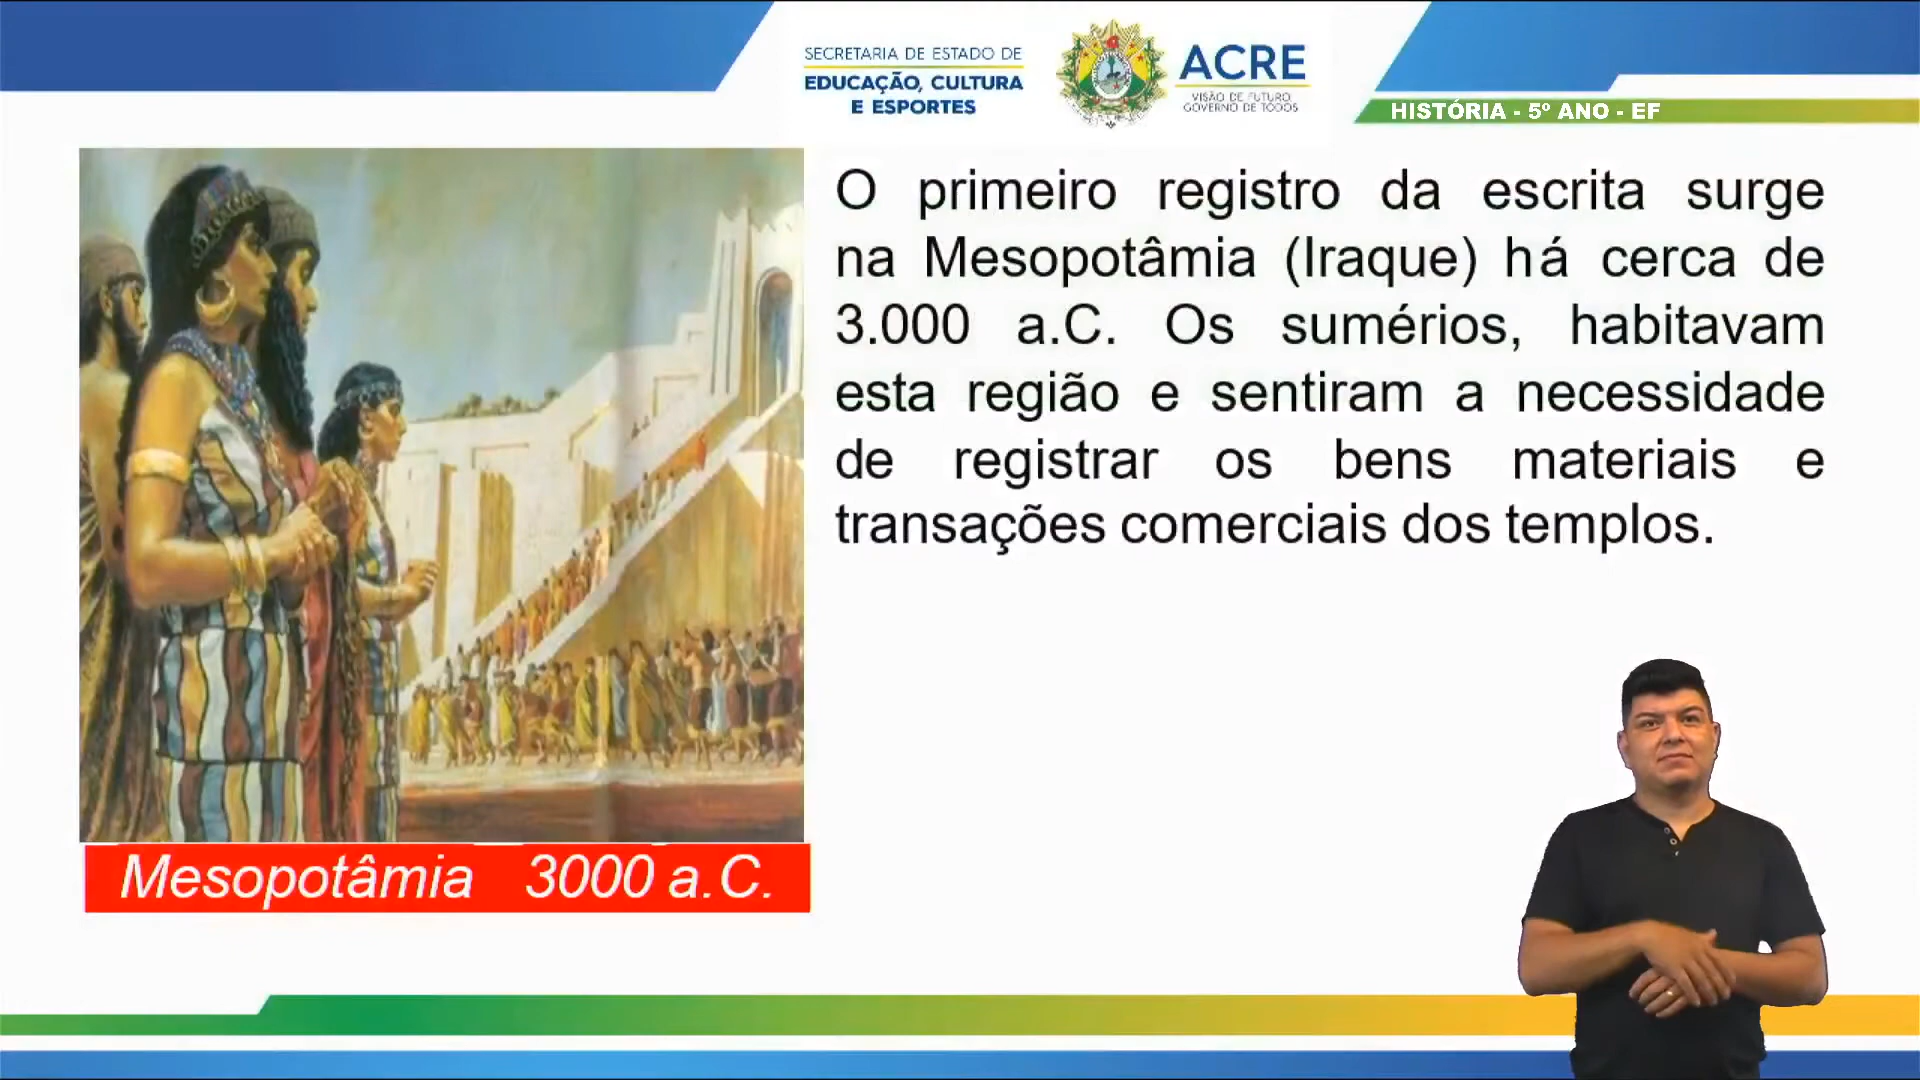 SECRETARIA DE ESTADO DE
EDUCAÇÃO, CULTURA
E ESPORTES
ACRE
VISÃO DE FUTURO,
GOVERNO DE TODOS
HISTÓRIA - 5º ANO - EF
O primeiro registro da escrita surge
na Mesopotâmia (Iraque) há cerca de
3.000 a.C. Os sumérios, habitavam
esta região e sentiram a necessidade
de registrar os bens materiais e
transações comerciais dos templos.
Mesopotâmia 3000 a.C.